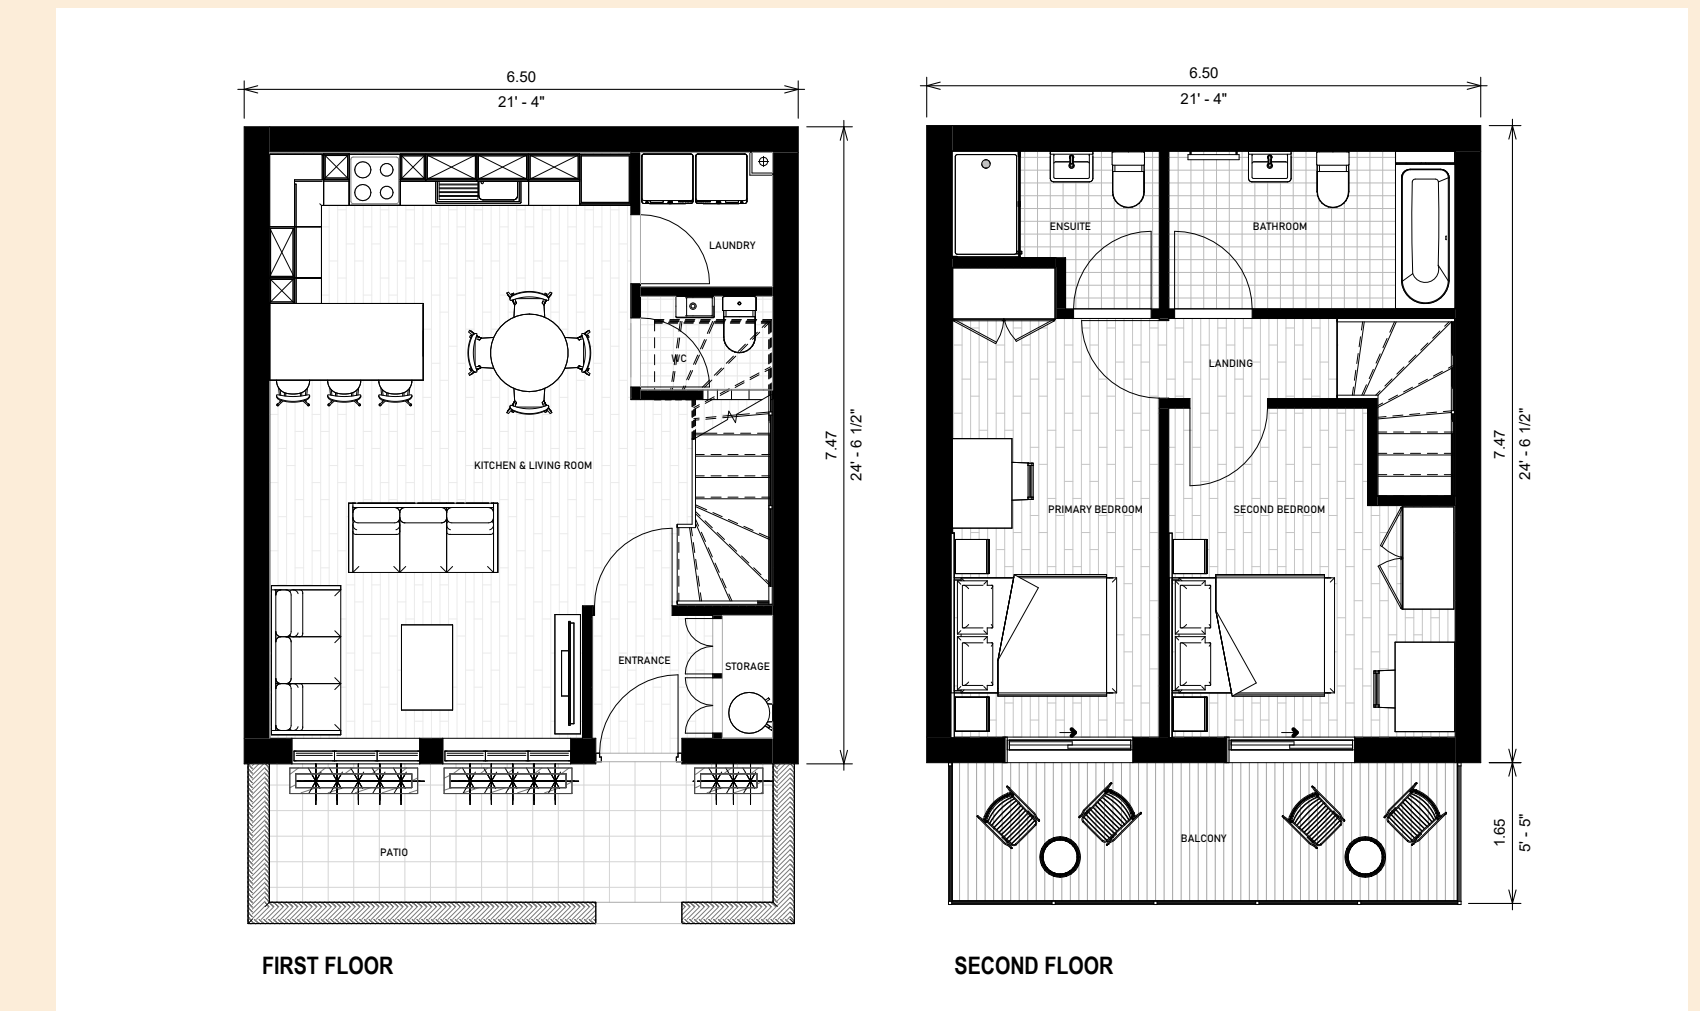 6.50
21' - 4"
LAUNDRY
WC
7.47
24' - 6 1/2"
KITCHEN & LIVING ROOM
ENTRANCE
STORAGE
PATIO
FIRST FLOOR
6.50
21' - 4"
ENSUITE
BATHROOM
LANDING
7.47
24' - 6 1/2"
PRIMARY BEDROOM
SECOND BEDROOM
BALCONY
1.65
5' - 5"
SECOND FLOOR